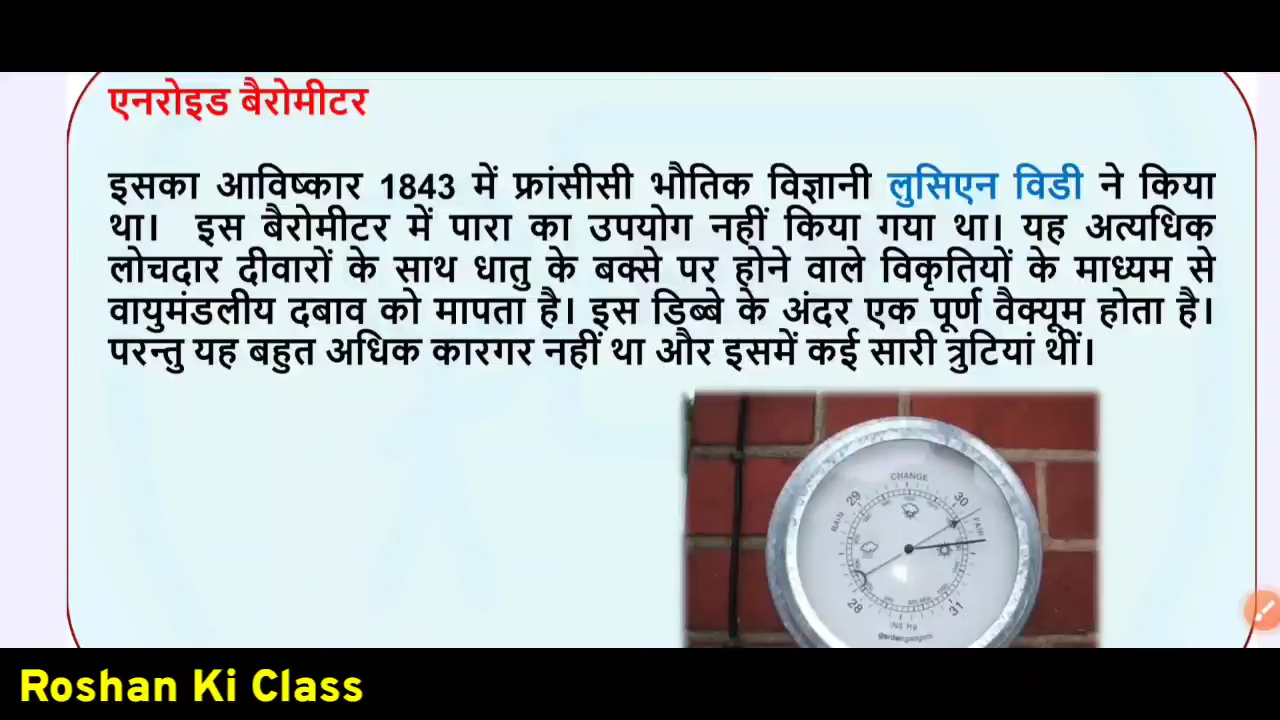 एनरोइड बैरोमीटर
इसका आविष्कार 1843 में फ्रांसीसी भौतिक विज्ञानी लुसिएन विडी ने किया
था। इस बैरोमीटर में पारा का उपयोग नहीं किया गया था। यह अत्यधिक
लोचदार दीवारों के साथ धातु के बक्से पर होने वाले विकृतियों के माध्यम से
वायुमंडलीय दबाव को मापता है। इस डिब्बे के अंदर एक पूर्ण वैक्यूम होता है।
परन्तु यह बहुत अधिक कारगर नहीं था और इसमें कई सारी त्रुटियां थीं।
CHANGE
29
30
RAIN
FAIR
28
31
INS Hg
Roshan Ki Class